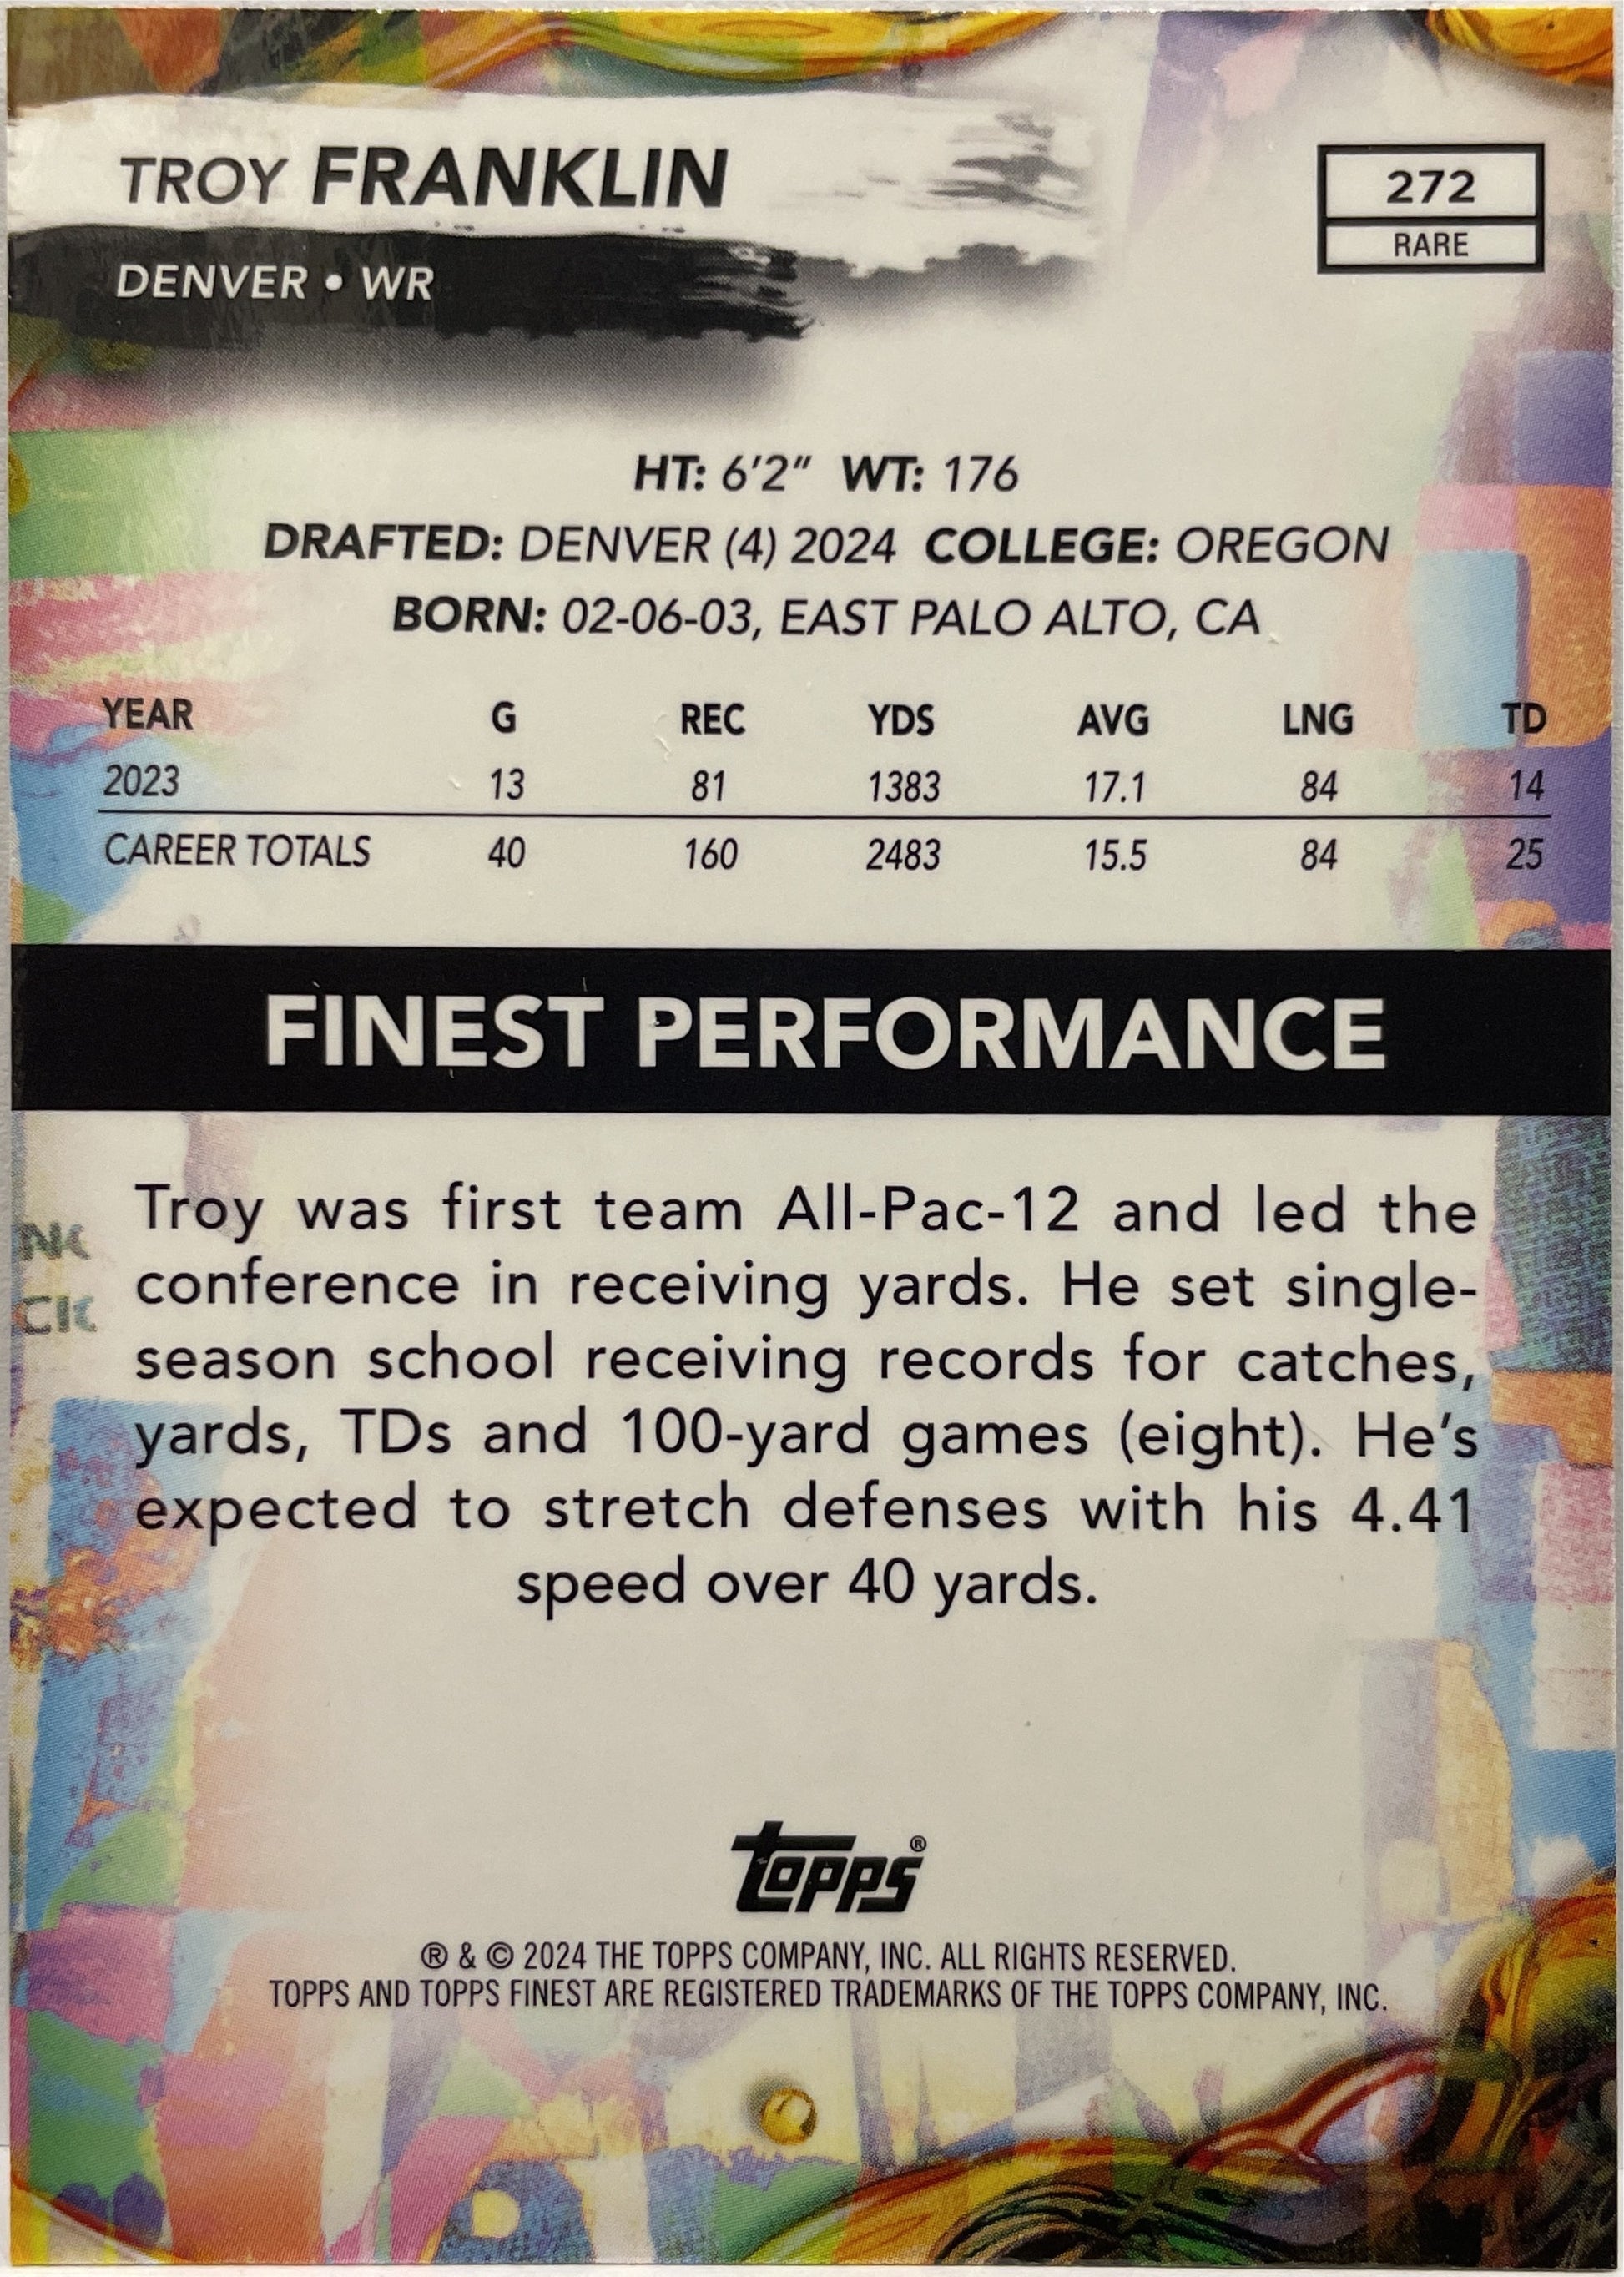 TROY FRANKLIN
272
RARE
DENVER • WR
HT: 6'2" WT: 176
DRAFTED: DENVER (4) 2024 COLLEGE: OREGON
BORN: 02-06-03, EAST PALO ALTO, CA
YEAR G REC YDS AVG LNG TD
2023 13 81 1383 17.1 84 14
CAREER TOTALS 40 160 2483 15.5 84 25
FINEST PERFORMANCE
Troy was first team All-Pac-12 and led the
conference in receiving yards. He set single-
season school receiving records for catches,
yards, TDs and 100-yard games (eight). He's
expected to stretch defenses with his 4.41
speed over 40 yards.
topps®
® & © 2024 THE TOPPS COMPANY, INC. ALL RIGHTS RESERVED.
TOPPS AND TOPPS FINEST ARE REGISTERED TRADEMARKS OF THE TOPPS COMPANY, INC.